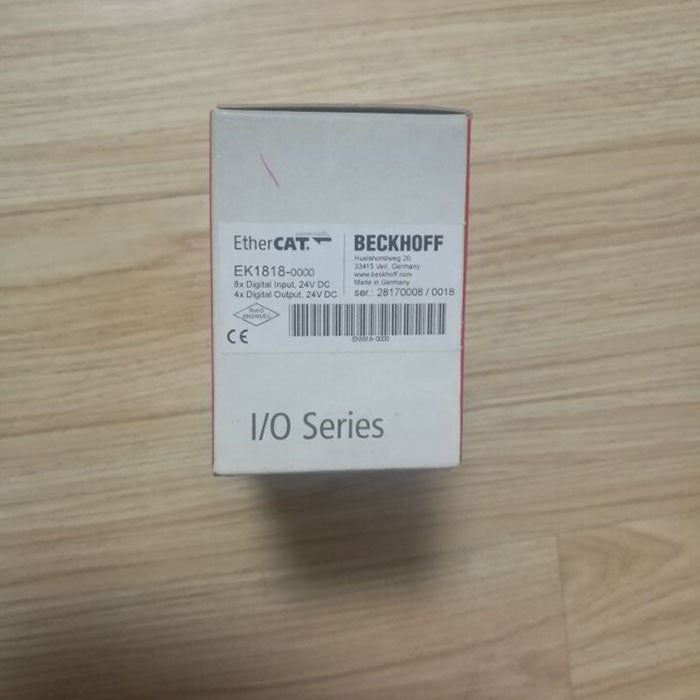 EtherCAT.
EK1818-0000
8x Digital Input, 24V DC
4x Digital Output, 24V DC
BECKHOFF
Huelshorstweg 20
33415 Verl, Germany
www.beckhoff.com
Made in Germany
ser.: 28170008 / 0018
RoHS
CE
I/O Series